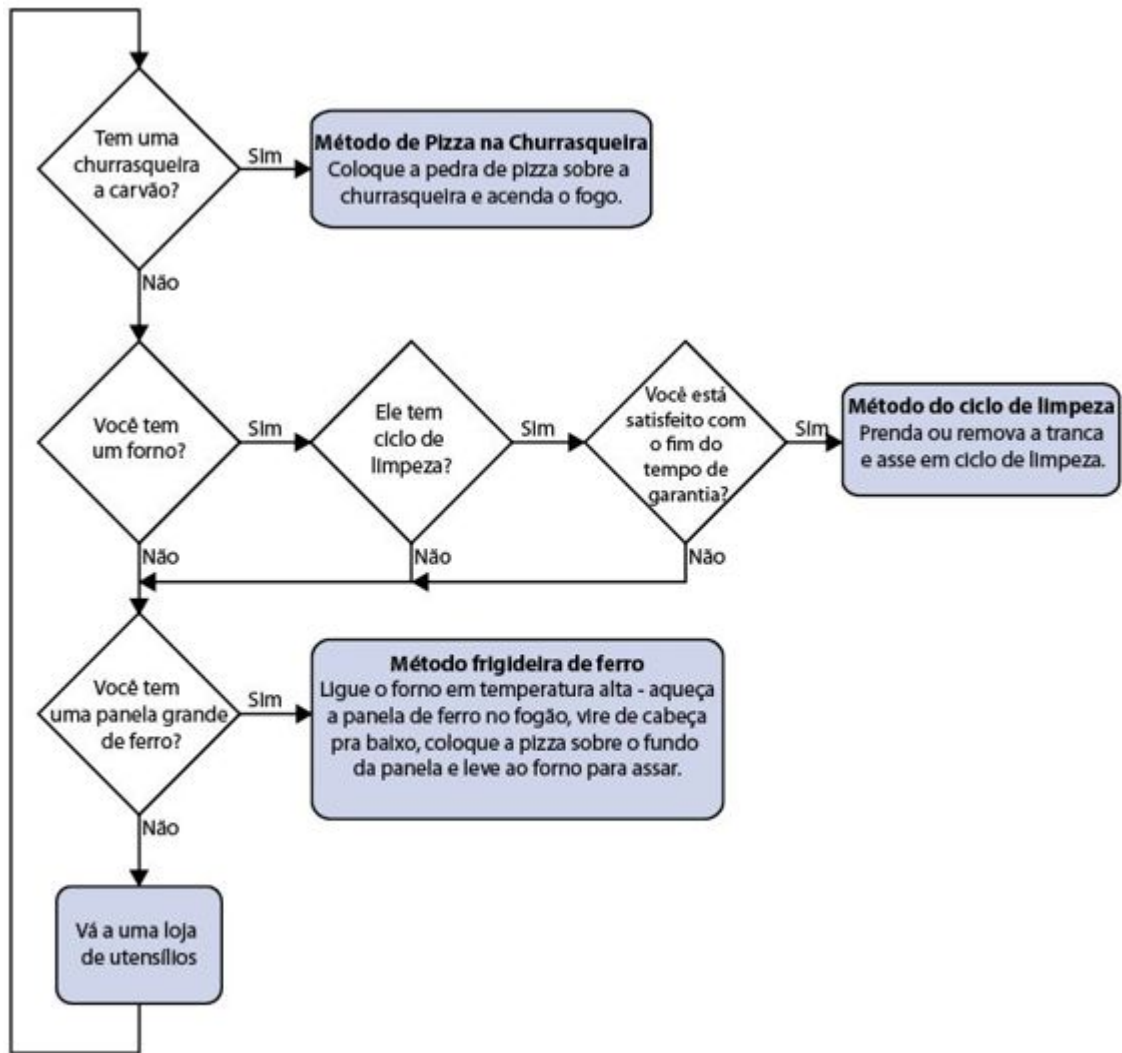 Tem uma
churrasqueira
a carvão?
Sim
Método de Pizza na Churrasqueira
Coloque a pedra de pizza sobre a
churrasqueira e acenda o fogo.
Não
Você tem
um forno?
Sim
Ele tem
ciclo de
limpeza?
Sim
Você está
satisfeito com
o fim do
tempo de
garantia?
Sim
Método do ciclo de limpeza
Prenda ou remova a tranca
e asse em ciclo de limpeza.
Não
Não
Não
Você tem
uma panela grande
de ferro?
Sim
Método frigideira de ferro
Ligue o forno em temperatura alta - aqueça
a panela de ferro no fogão, vire de cabeça
pra baixo, coloque a pizza sobre o fundo
da panela e leve ao forno para assar.
Não
Vá a uma loja
de utensílios